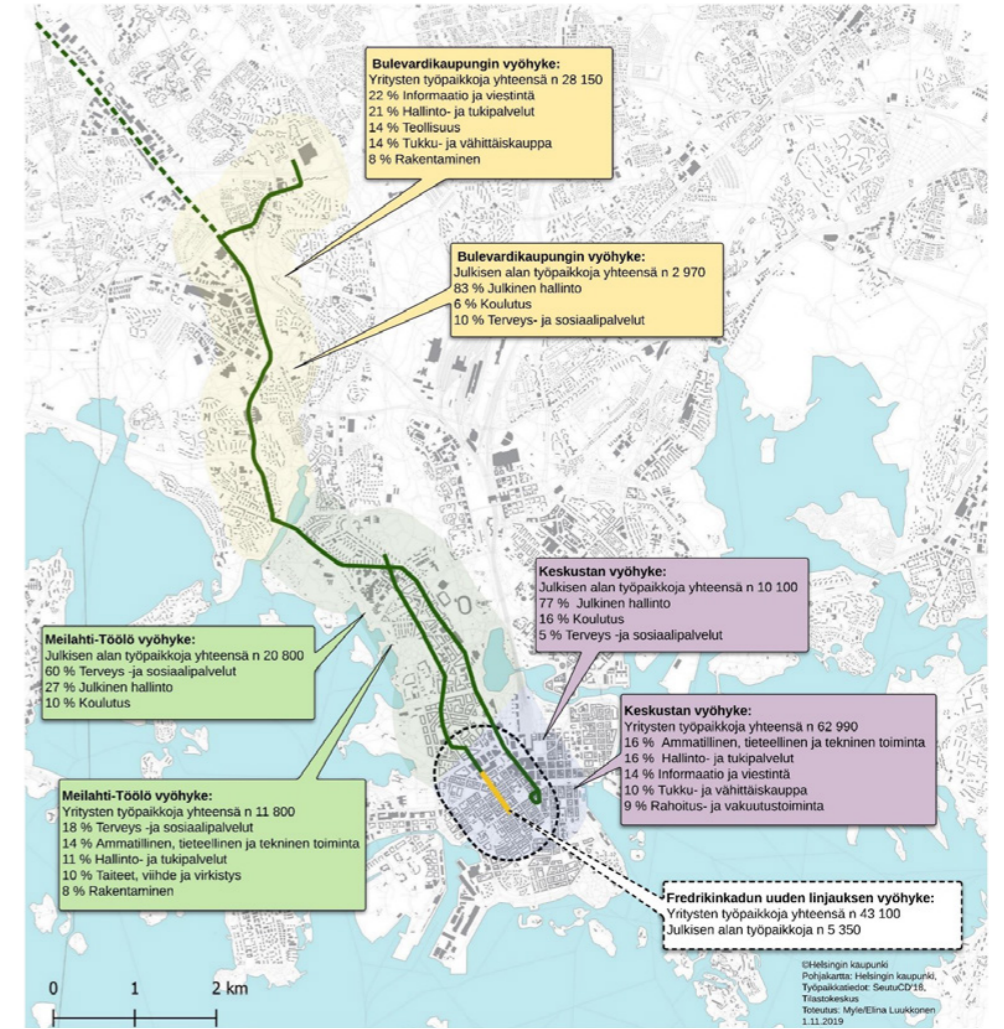 Bulevardikaupungin vyöhyke:
Yritysten työpaikkoja yhteensä n 28 150
22 % Informaatio ja viestintä
21 % Hallinto- ja tukipalvelut
14 % Teollisuus
14 % Tukku- ja vähittäiskauppa
8 % Rakentaminen
Bulevardikaupungin vyöhyke:
Julkisen alan työpaikkoja yhteensä n 2 970
83 % Julkinen hallinto
6 % Koulutus
10 % Terveys- ja sosiaalipalvelut
Keskustan vyöhyke:
Julkisen alan työpaikkoja yhteensä n 10 100
77 % Julkinen hallinto
16 % Koulutus
5 % Terveys -ja sosiaalipalvelut
Meilahti-Töölö vyöhyke:
Julkisen alan työpaikkoja yhteensä n 20 800
60 % Terveys -ja sosiaalipalvelut
27 % Julkinen hallinto
10 % Koulutus
Keskustan vyöhyke:
Yritysten työpaikkoja yhteensä n 62 990
16 % Ammatillinen, tieteellinen ja tekninen toiminta
16 % Hallinto- ja tukipalvelut
14 % Informaatio ja viestintä
10 % Tukku- ja vähittäiskauppa
9 % Rahoitus- ja vakuutustoiminta
Meilahti-Töölö vyöhyke:
Yritysten työpaikkoja yhteensä n 11 800
18 % Terveys -ja sosiaalipalvelut
14 % Ammatillinen, tieteellinen ja tekninen toiminta
11 % Hallinto- ja tukipalvelut
10 % Taiteet, viihde ja virkistys
8 % Rakentaminen
Fredrikinkadun uuden linjauksen vyöhyke:
Yritysten työpaikkoja yhteensä n 43 100
Julkisen alan työpaikkoja n 5 350
©Helsingin kaupunki
Pohjakartta: Helsingin kaupunki,
Työpaikkatiedot: SeutuCD'18,
Tilastokeskus
Toteutus: Myle/Elina Luukkonen
1.11.2019
0 1 2 km